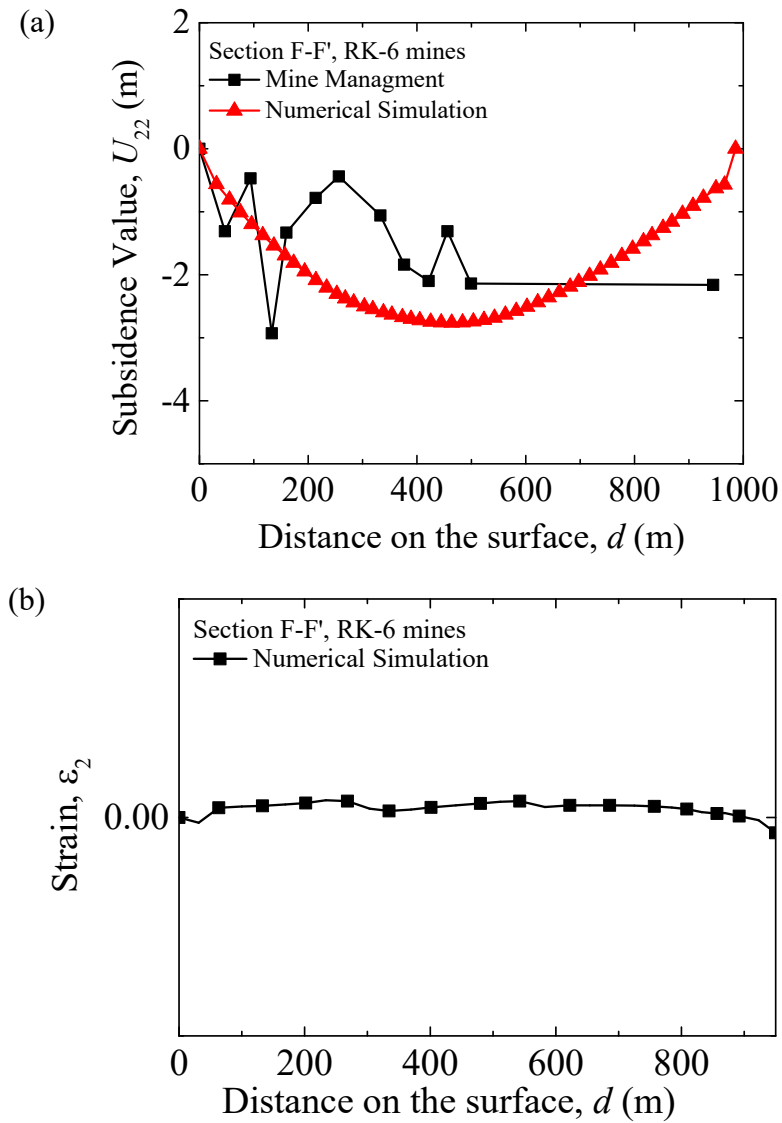 (a)
Section F-F', RK-6 mines
Mine Managment
Numerical Simulation
Subsidence Value, U22 (m)
2
0
−2
−4
0 200 400 600 800 1000
Distance on the surface, d (m)
(b)
Section F-F', RK-6 mines
Numerical Simulation
Strain, ε2
0.00
0 200 400 600 800
Distance on the surface, d (m)